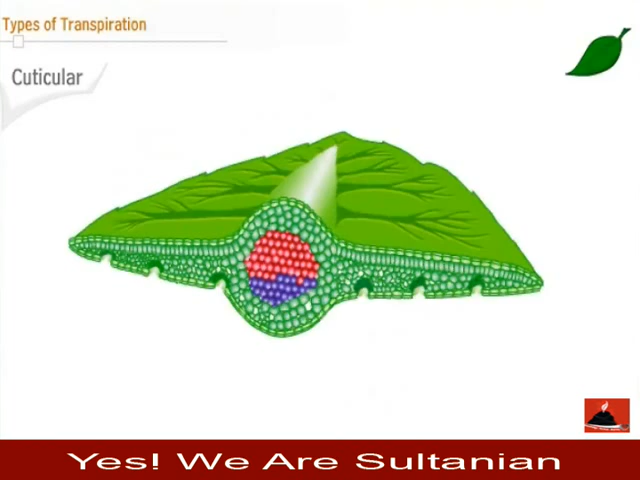 Types of Transpiration
Cuticular
Yes! We Are Sultanian